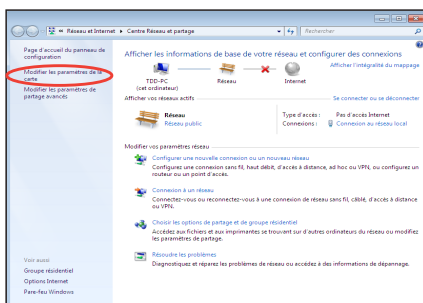 Réseau et Internet ▸ Centre Réseau et partage
Rechercher
Page d'accueil du panneau de
configuration
Modifier les paramètres de la
carte
Modifier les paramètres de
partage avancés
Afficher les informations de base de votre réseau et configurer des connexions
Afficher l'intégralité du mappage
TDD-PC
(cet ordinateur)
Réseau
Internet
Afficher vos réseaux actifs
Se connecter ou se déconnecter
Réseau
Réseau public
Type d'accès : Pas d'accès Internet
Connexions : Connexion au réseau local
Modifier vos paramètres réseau
Configurer une nouvelle connexion ou un nouveau réseau
Configurez une connexion sans fil, haut débit, d'accès à distance, ad hoc ou VPN, ou configurez un
routeur ou un point d'accès.
Connexion à un réseau
Connectez-vous ou reconnectez-vous à une connexion de réseau sans fil, câblé, d'accès à distance
ou VPN.
Choisir les options de partage et de groupe résidentiel
Accédez aux fichiers et aux imprimantes se trouvant sur d'autres ordinateurs du réseau ou modifiez
les paramètres de partage.
Résoudre les problèmes
Diagnostiquez et réparez les problèmes de réseau ou accédez à des informations de dépannage.
Voir aussi
Groupe résidentiel
Options Internet
Pare-feu Windows